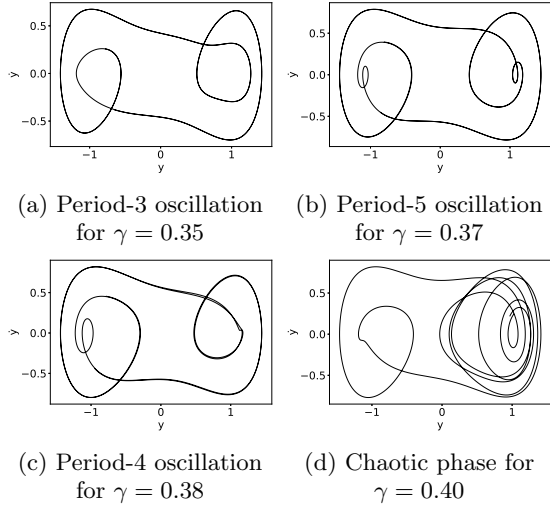 0.5
0.0
−0.5
ẏ
−1
0
1
y
(a) Period-3 oscillation
for γ = 0.35
0.5
0.0
−0.5
ẏ
−1
0
1
y
(b) Period-5 oscillation
for γ = 0.37
0.5
0.0
−0.5
ẏ
−1
0
1
y
(c) Period-4 oscillation
for γ = 0.38
0.5
0.0
−0.5
ẏ
−1
0
1
y
(d) Chaotic phase for
γ = 0.40